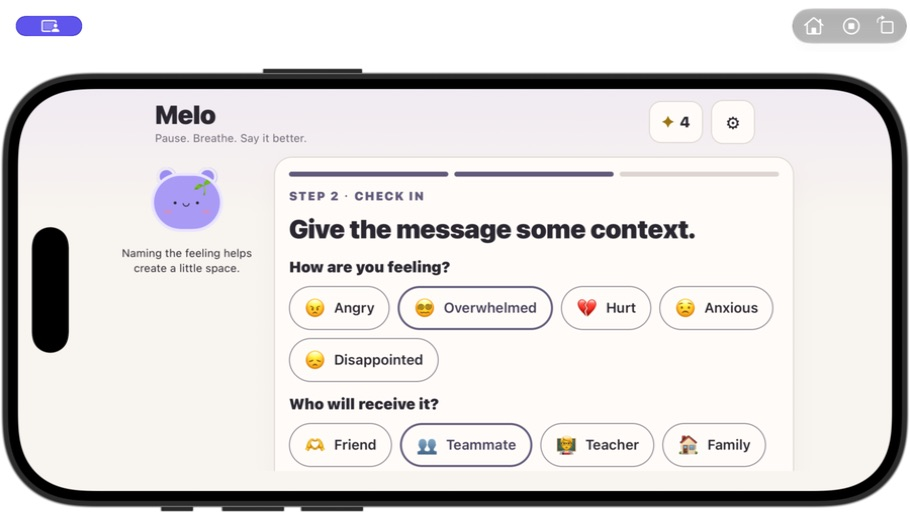 Melo
Pause. Breathe. Say it better.
4
Naming the feeling helps
create a little space.
STEP 2 · CHECK IN
Give the message some context.
How are you feeling?
Angry
Overwhelmed
Hurt
Anxious
Disappointed
Who will receive it?
Friend
Teammate
Teacher
Family